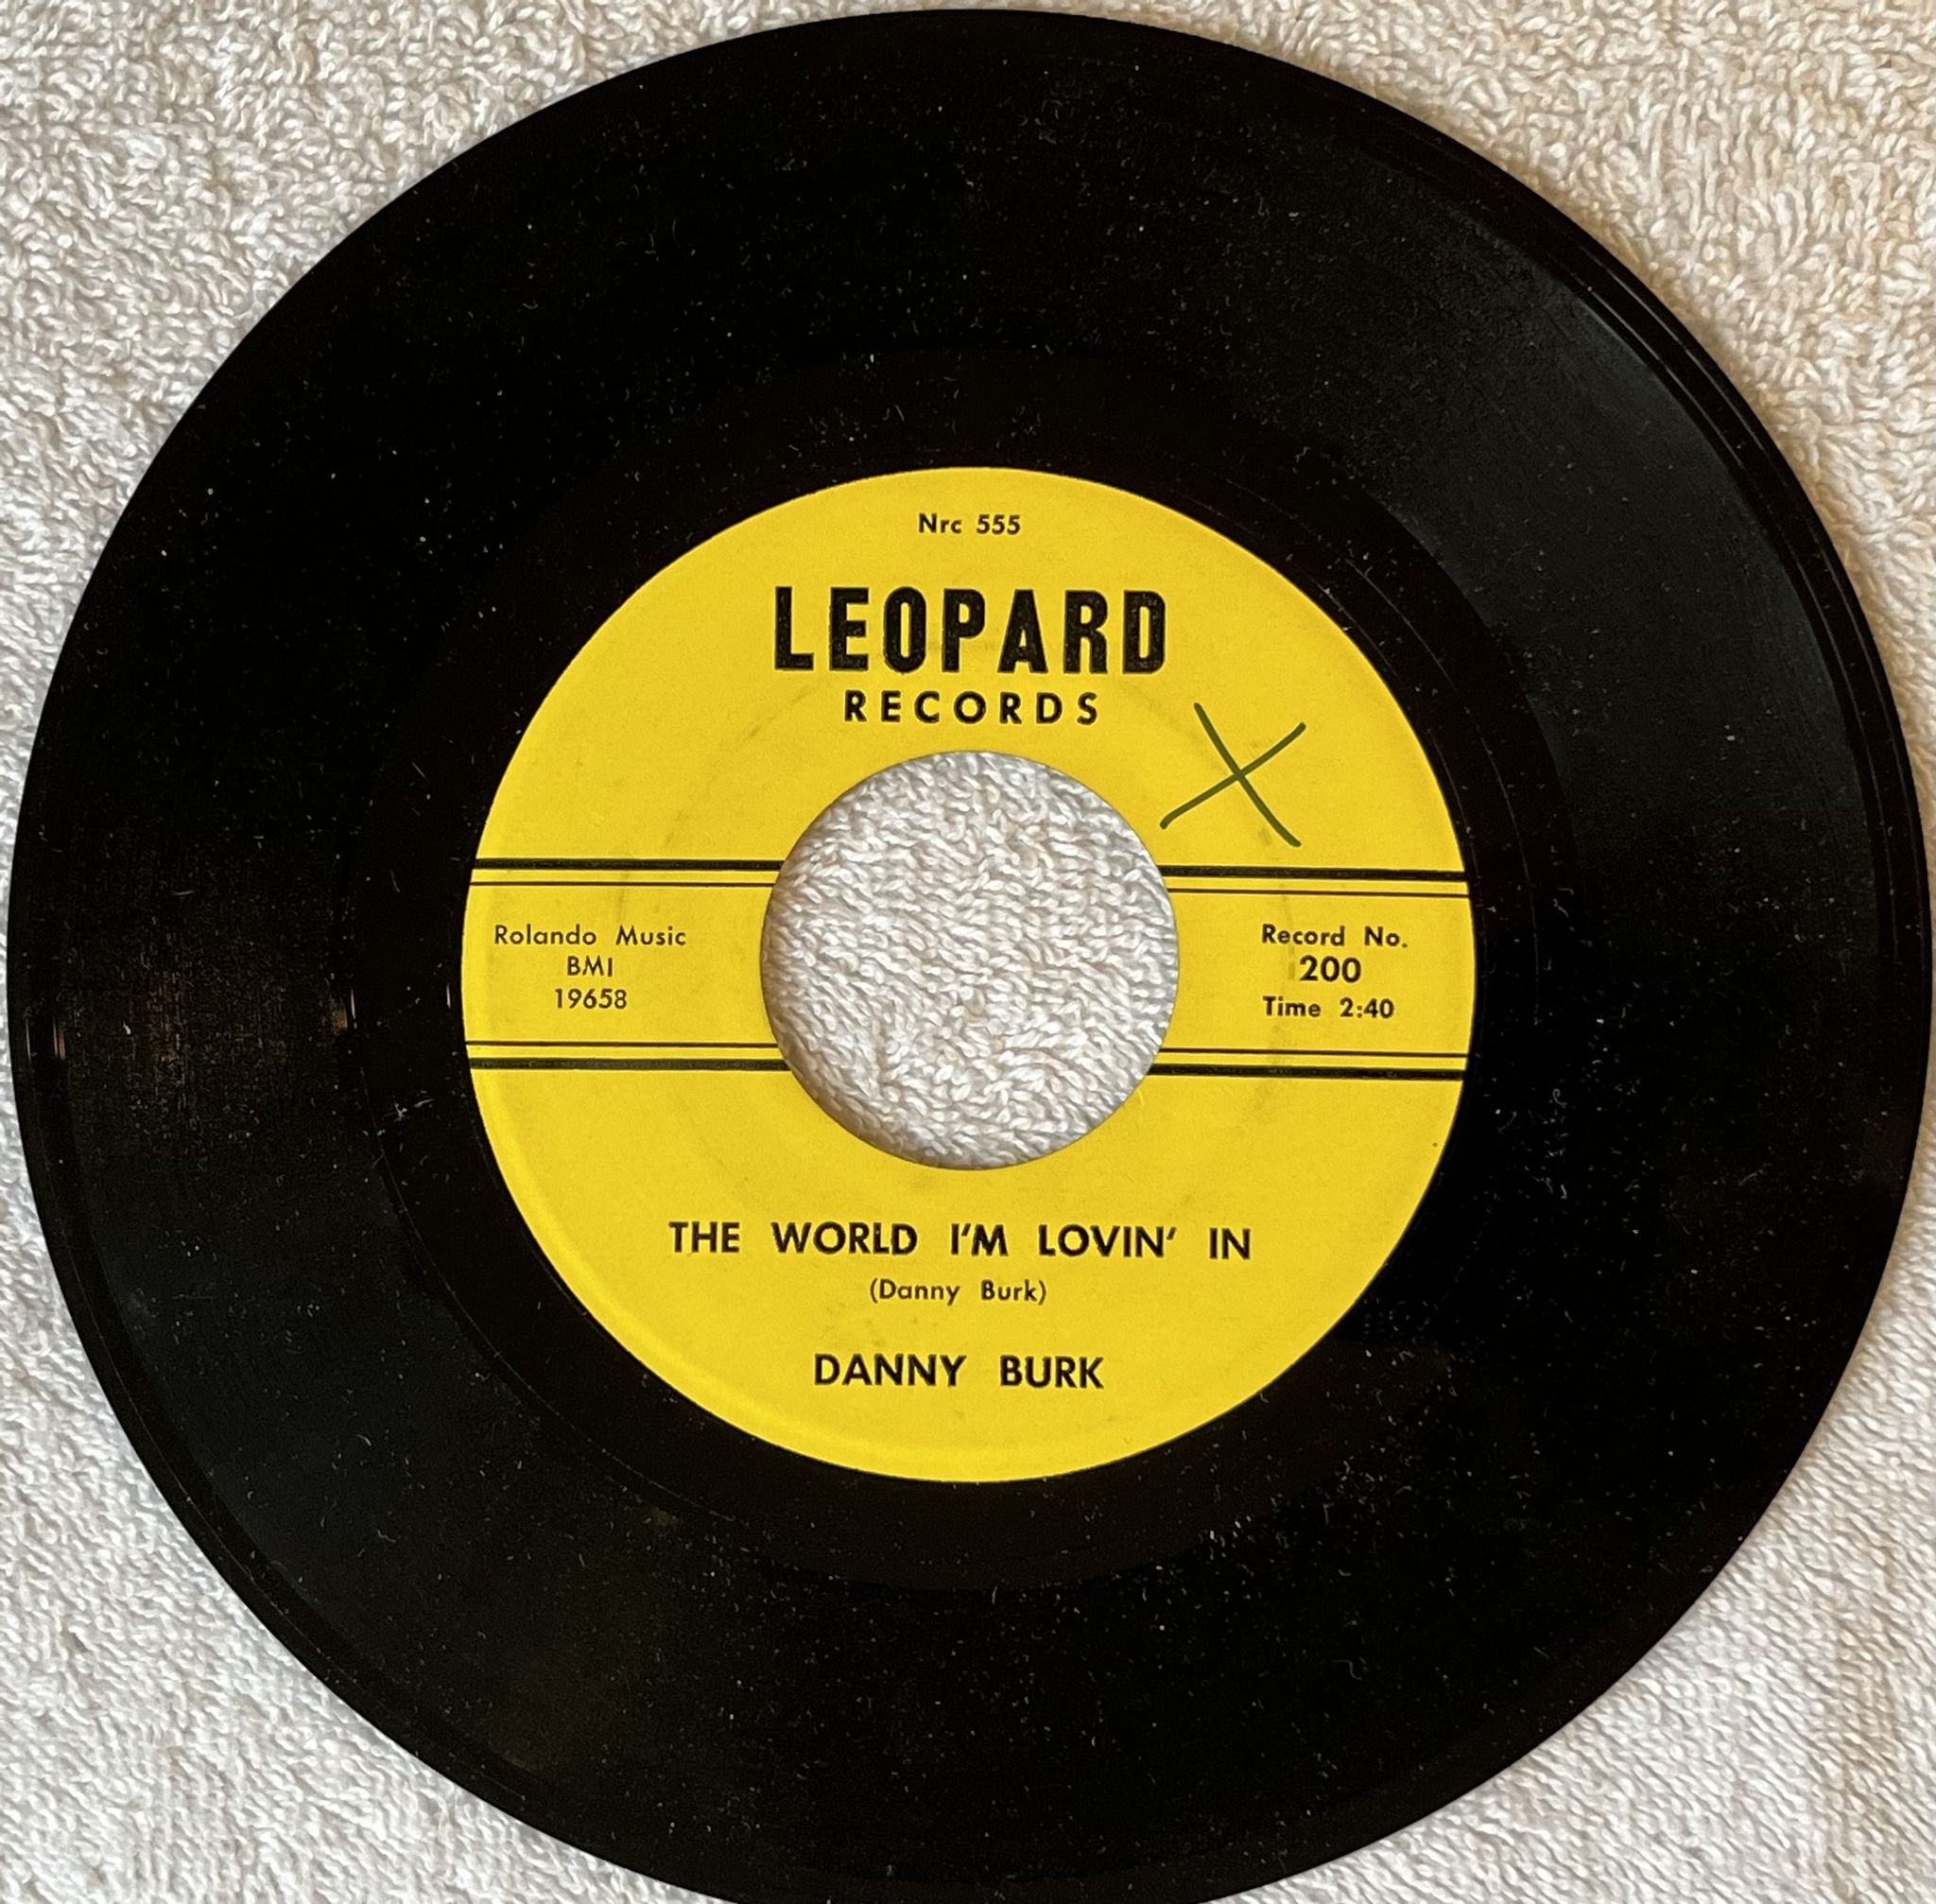 Nrc 555
LEOPARD
RECORDS
X
Rolando Music
BMI
19658
Record No.
200
Time 2:40
THE WORLD I'M LOVIN' IN
(Danny Burk)
DANNY BURK